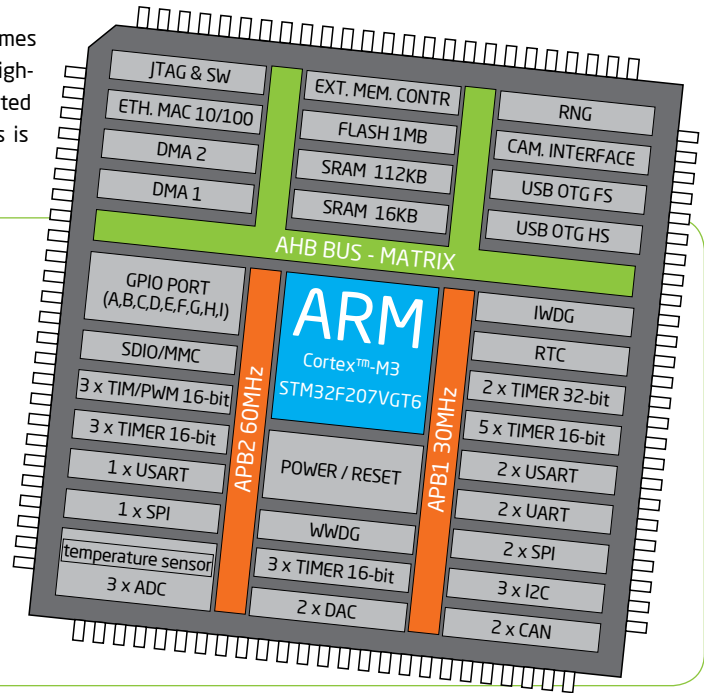 mes
igh-
ted
s is
JTAG & SW
ETH. MAC 10/100
DMA 2
DMA 1
EXT. MEM. CONTR
FLASH 1MB
SRAM 112KB
SRAM 16KB
RNG
CAM. INTERFACE
USB OTG FS
USB OTG HS
AHB BUS - MATRIX
GPIO PORT
(A,B,C,D,E,F,G,H,I)
SDIO/MMC
3 x TIM/PWM 16-bit
3 x TIMER 16-bit
1 x USART
1 x SPI
temperature sensor
3 x ADC
APB2 60MHz
ARM
Cortex™-M3
STM32F207VGT6
POWER / RESET
WWDG
3 x TIMER 16-bit
2 x DAC
APB1 30MHz
IWDG
RTC
2 x TIMER 32-bit
5 x TIMER 16-bit
2 x USART
2 x UART
2 x SPI
3 x I2C
2 x CAN